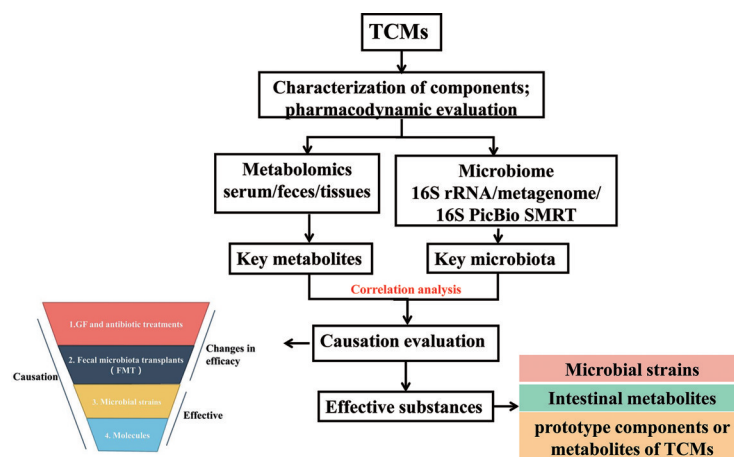 TCMs
Characterization of components;
pharmacodynamic evaluation
Metabolomics
serum/feces/tissues
Microbiome
16S rRNA/metagenome/
16S PicBio SMRT
Key metabolites
Key microbiota
Correlation analysis
Causation evaluation
Effective substances
Causation
1.GF and antibiotic treatments
2. Fecal microbiota transplants
( FMT )
3. Microbial strains
4. Molecules
Changes in
efficacy
Effective
Microbial strains
Intestinal metabolites
prototype components or
metabolites of TCMs